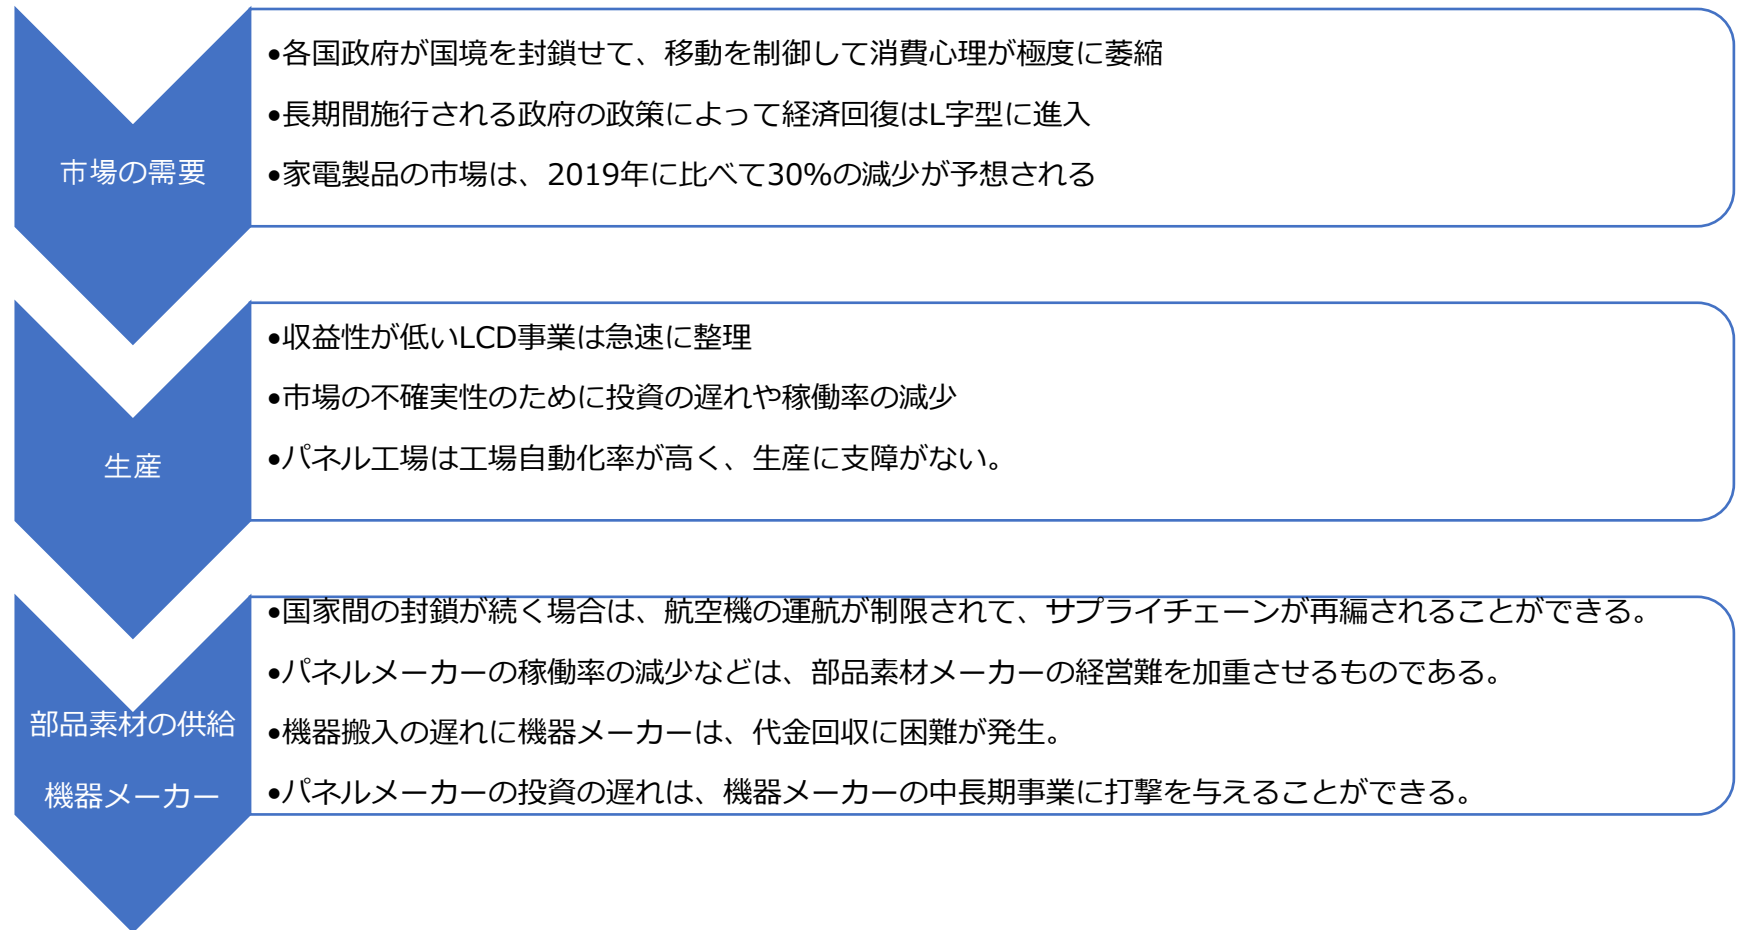 市場の需要
•各国政府が国境を封鎖せて、移動を制御して消費心理が極度に萎縮
•長期間施行される政府の政策によって経済回復はL字型に進入
•家電製品の市場は、2019年に比べて30%の減少が予想される
生産
•収益性が低いLCD事業は急速に整理
•市場の不確実性のために投資の遅れや稼働率の減少
•パネル工場は工場自動化率が高く、生産に支障がない。
部品素材の供給
機器メーカー
•国家間の封鎖が続く場合は、航空機の運航が制限されて、サプライチェーンが再編されることができる。
•パネルメーカーの稼働率の減少などは、部品素材メーカーの経営難を加重させるものである。
•機器搬入の遅れに機器メーカーは、代金回収に困難が発生。
•パネルメーカーの投資の遅れは、機器メーカーの中長期事業に打撃を与えることができる。